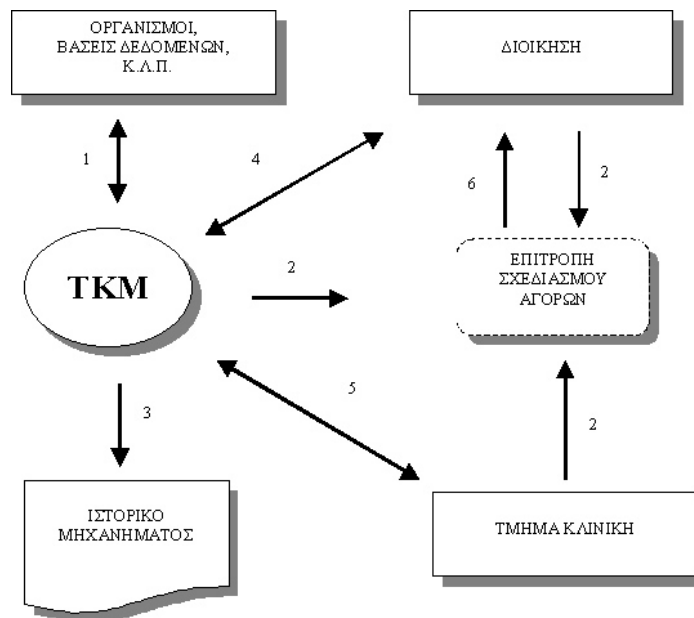 ΟΡΓΑΝΙΣΜΟΙ,
ΒΑΣΕΙΣ ΔΕΔΟΜΕΝΩΝ,
Κ.Λ.Π.
ΔΙΟΙΚΗΣΗ
1
4
6
2
ΤΚΜ
2
ΕΠΙΤΡΟΠΗ
ΣΧΕΔΙΑΣΜΟΥ
ΑΓΟΡΩΝ
3
5
2
ΙΣΤΟΡΙΚΟ
ΜΗΧΑΝΗΜΑΤΟΣ
ΤΜΗΜΑ ΚΛΙΝΙΚΗ